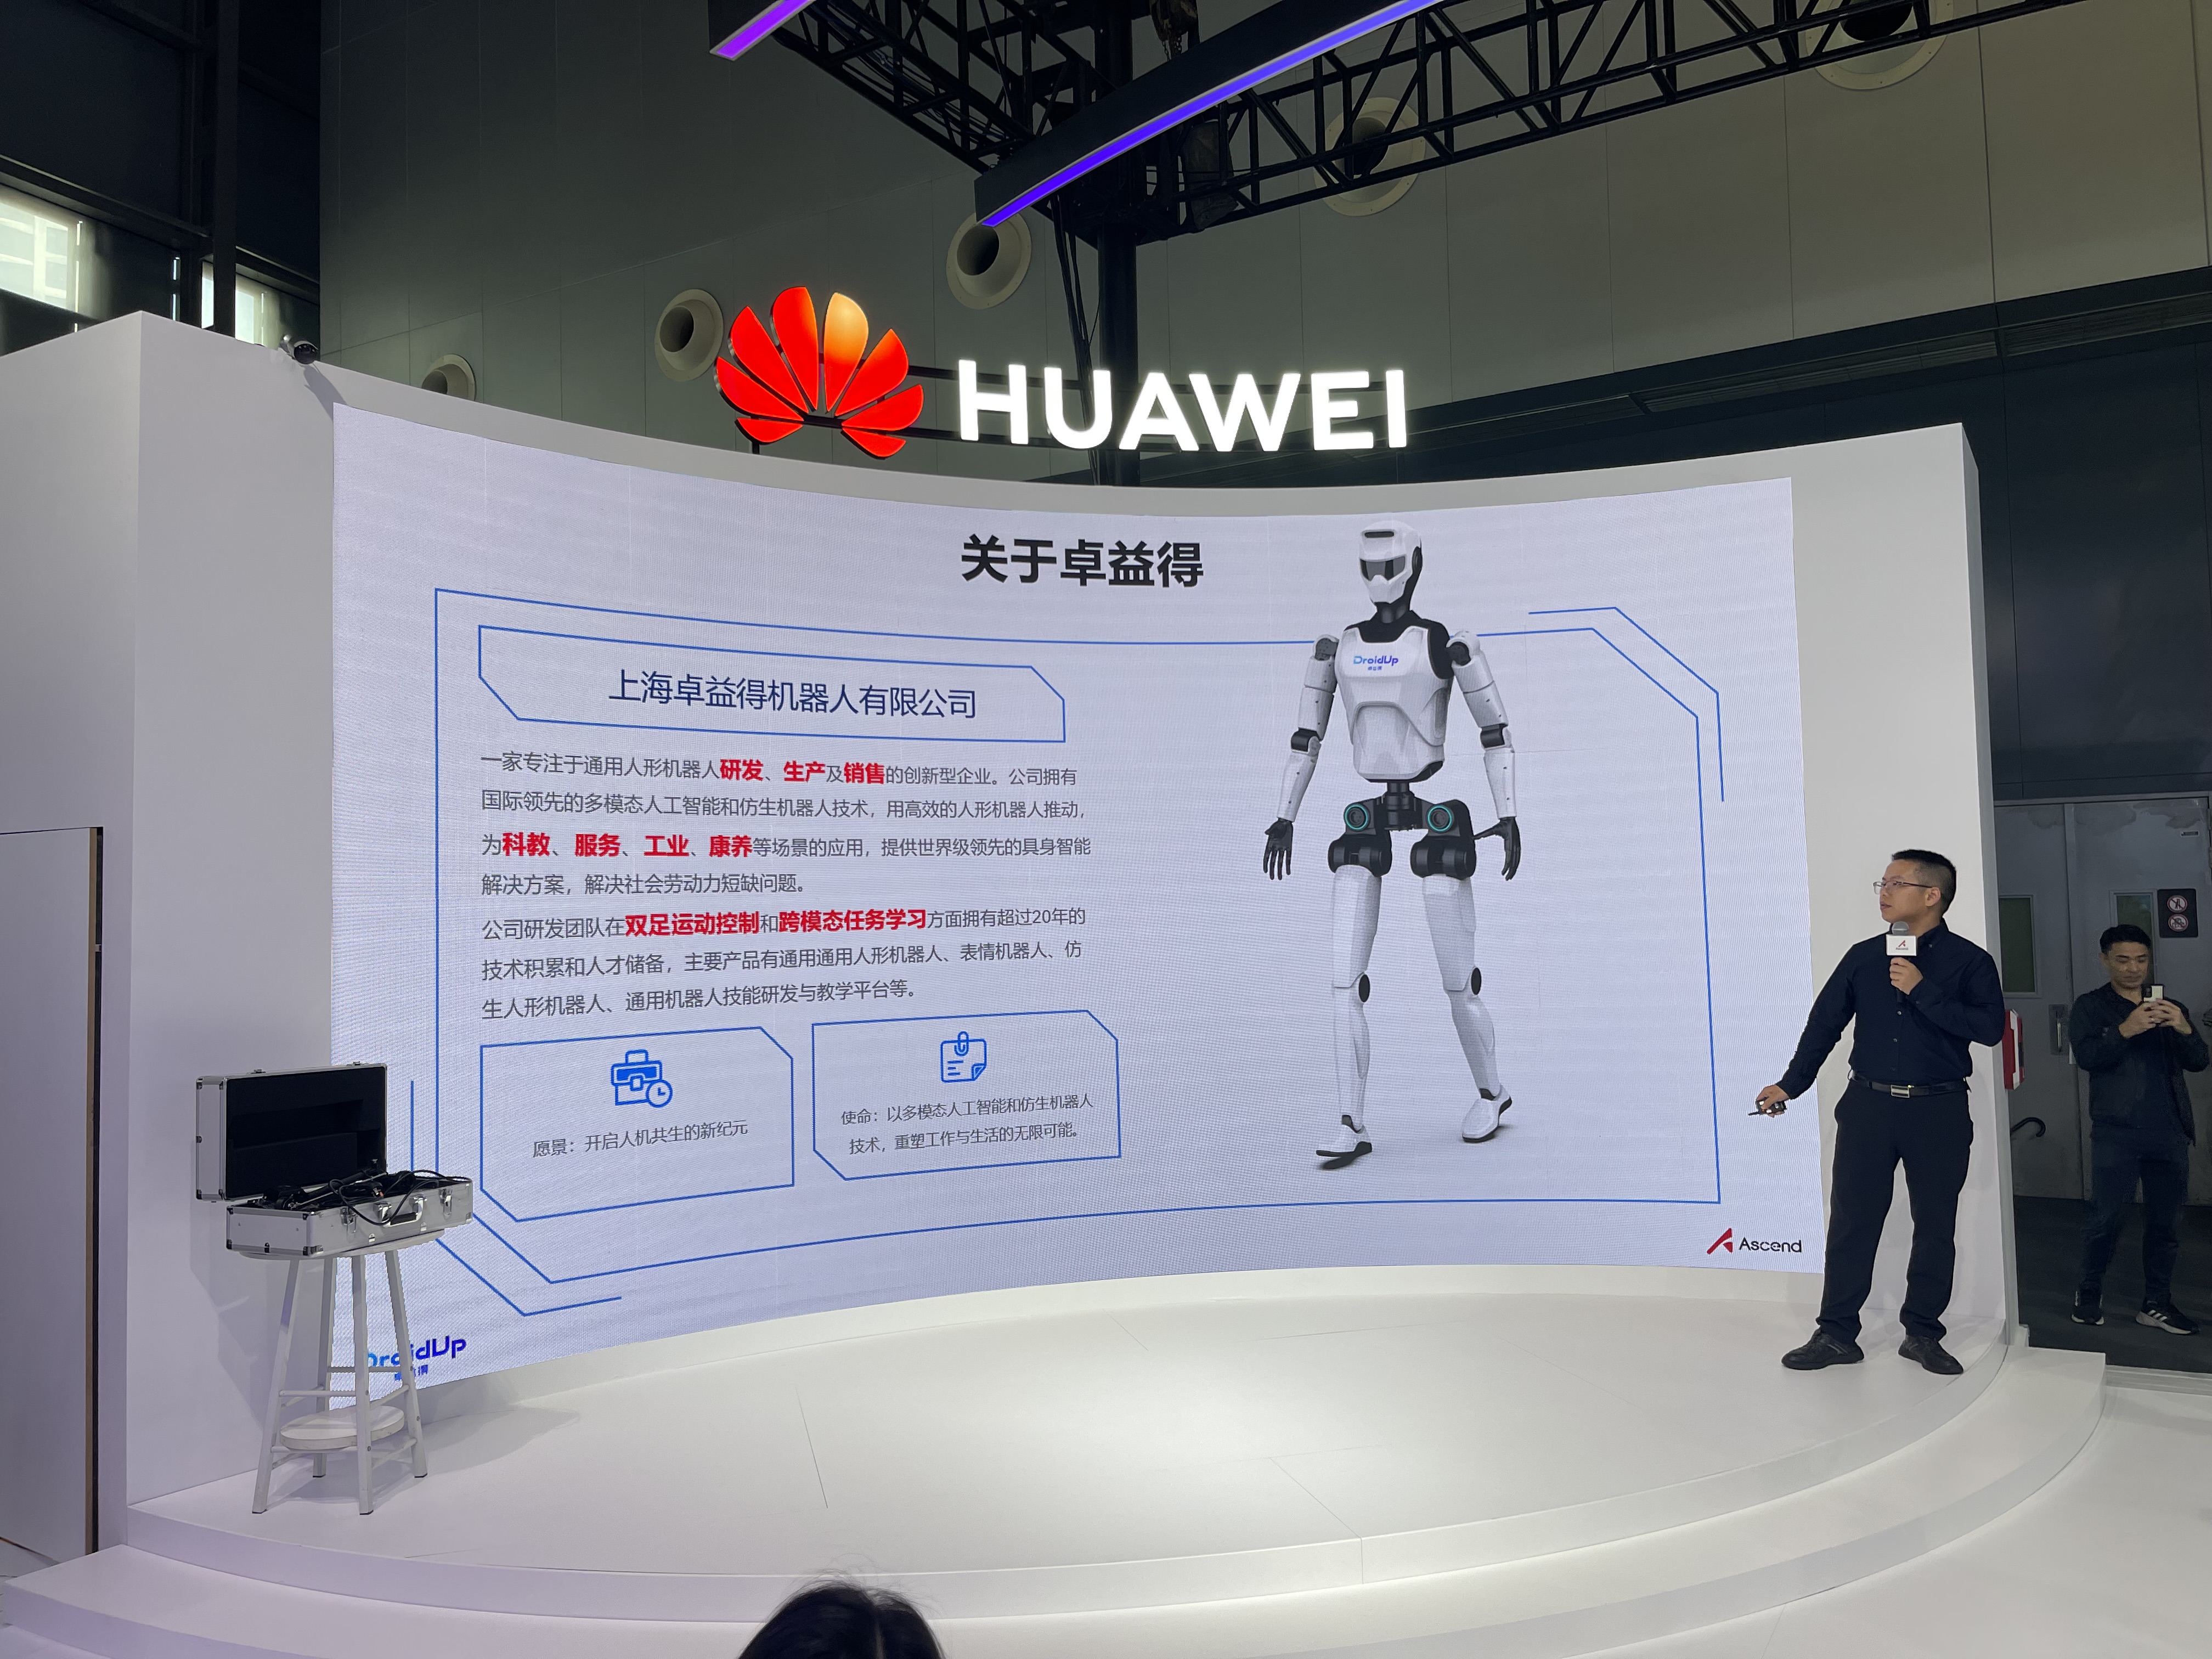 HUAWEI
关于卓益得
DroidUp
卓益得
上海卓益得机器人有限公司
一家专注于通用人形机器人研发、生产及销售的创新型企业。公司拥有
国际领先的多模态人工智能和仿生机器人技术，用高效的人形机器人推动，
为科教、服务、工业、康养等场景的应用，提供世界级领先的具身智能
解决方案，解决社会劳动力短缺问题。
公司研发团队在双足运动控制和跨模态任务学习方面拥有超过20年的
技术积累和人才储备，主要产品有通用通用人形机器人、表情机器人、仿
生人形机器人、通用机器人技能研发与教学平台等。
愿景：开启人机共生的新纪元
使命：以多模态人工智能和仿生机器人
技术，重塑工作与生活的无限可能。
Ascend
Ascend
DroidUp
卓益得